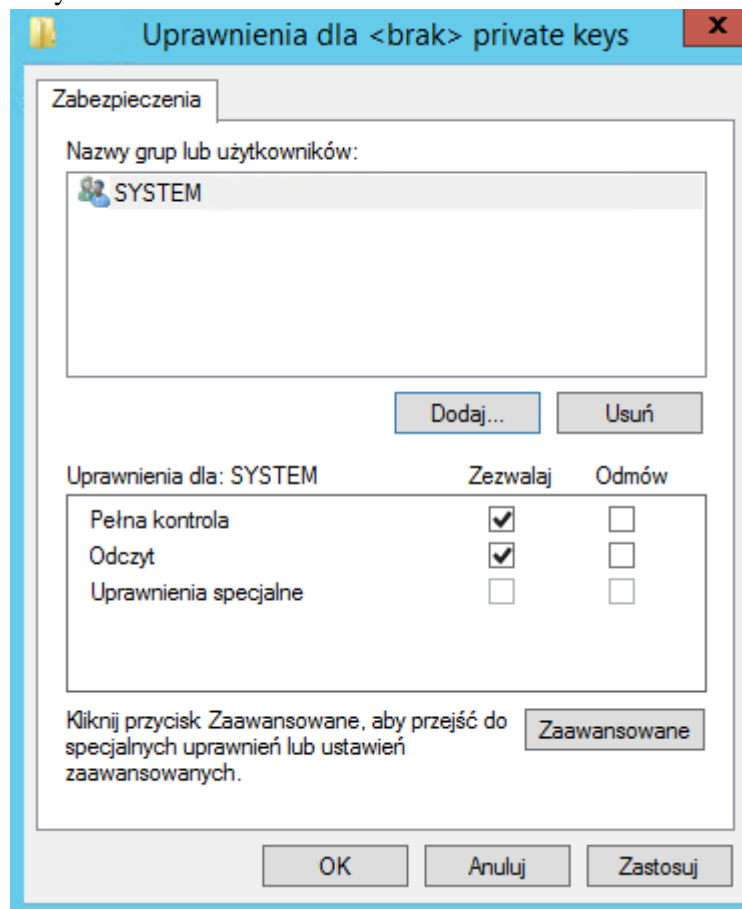 Uprawnienia dla <brak> private keys
x
Zabezpieczenia
Nazwy grup lub użytkowników:
SYSTEM
Dodaj...
Usuń
Uprawnienia dla: SYSTEM
Zezwalaj
Odmów
Pełna kontrola
Odczyt
Uprawnienia specjalne
Kliknij przycisk Zaawansowane, aby przejść do
specjalnych uprawnień lub ustawień
zaawansowanych.
Zaawansowane
OK
Anuluj
Zastosuj